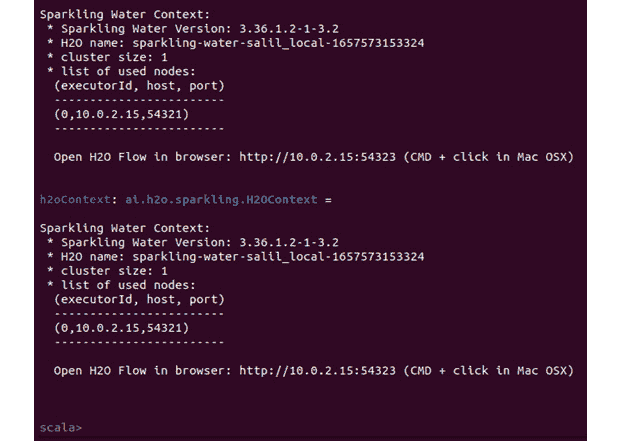 Sparkling Water Context:
 * Sparkling Water Version: 3.36.1.2-1-3.2
 * H2O name: sparkling-water-salil_local-1657573153324
 * cluster size: 1
 * list of used nodes:
  (executorId, host, port)
  ------------------------
  (0,10.0.2.15,54321)
  ------------------------
  Open H2O Flow in browser: http://10.0.2.15:54323 (CMD + click in Mac OSX)
h2oContext: ai.h2o.sparkling.H2OContext =
Sparkling Water Context:
 * Sparkling Water Version: 3.36.1.2-1-3.2
 * H2O name: sparkling-water-salil_local-1657573153324
 * cluster size: 1
 * list of used nodes:
  (executorId, host, port)
  ------------------------
  (0,10.0.2.15,54321)
  ------------------------
  Open H2O Flow in browser: http://10.0.2.15:54323 (CMD + click in Mac OSX)
scala>